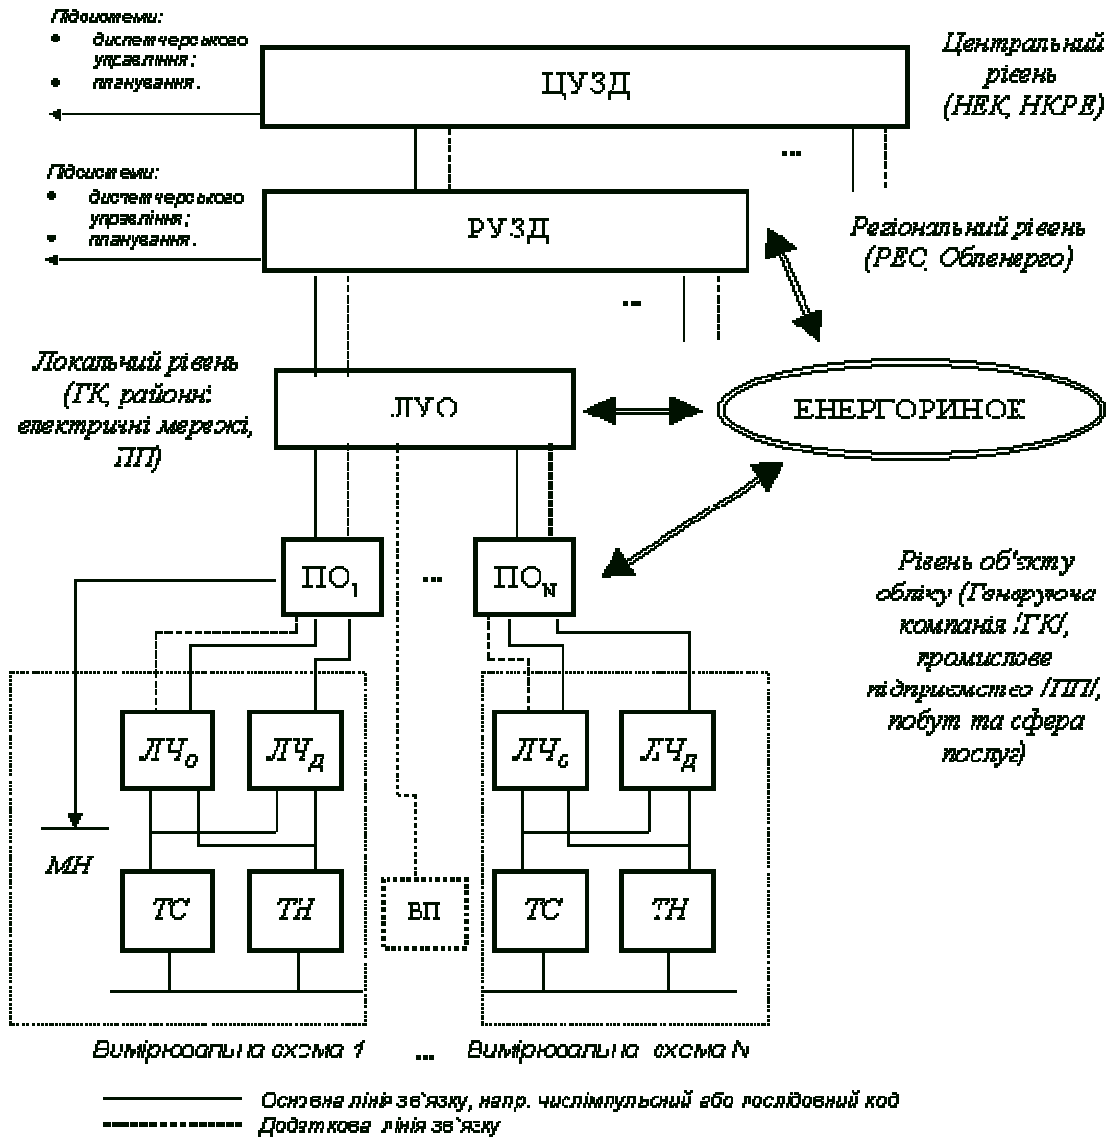 Підсистеми:
• диспетчерського
управління;
• планування.
ЦУЗД
Центральний
рівень
(НЕК, НКРЕ)
...
Підсистеми:
• диспетчерського
управління;
• планування.
РУЗД
Регіональний рівень
(РЕС, Обленерго)
...
Локальний рівень
(ГК, районні
електричні мережі,
ПП)
ЛУО
ЕНЕРГОРИНОК
ПО1
...
ПОN
Рівень об'єкту
обліку (Генеруюча
компанія /ГК/,
промислове
підприємство /ПП/,
побут та сфера
послуг)
ЛЧО
ЛЧД
ЛЧО
ЛЧД
МН
ТС
ТН
ВП
ТС
ТН
Вимірювальна схема 1
...
Вимірювальна схема N
Основна лінія зв`язку, напр. числімпульсний або послідовний код
Додаткова лінія зв`язку